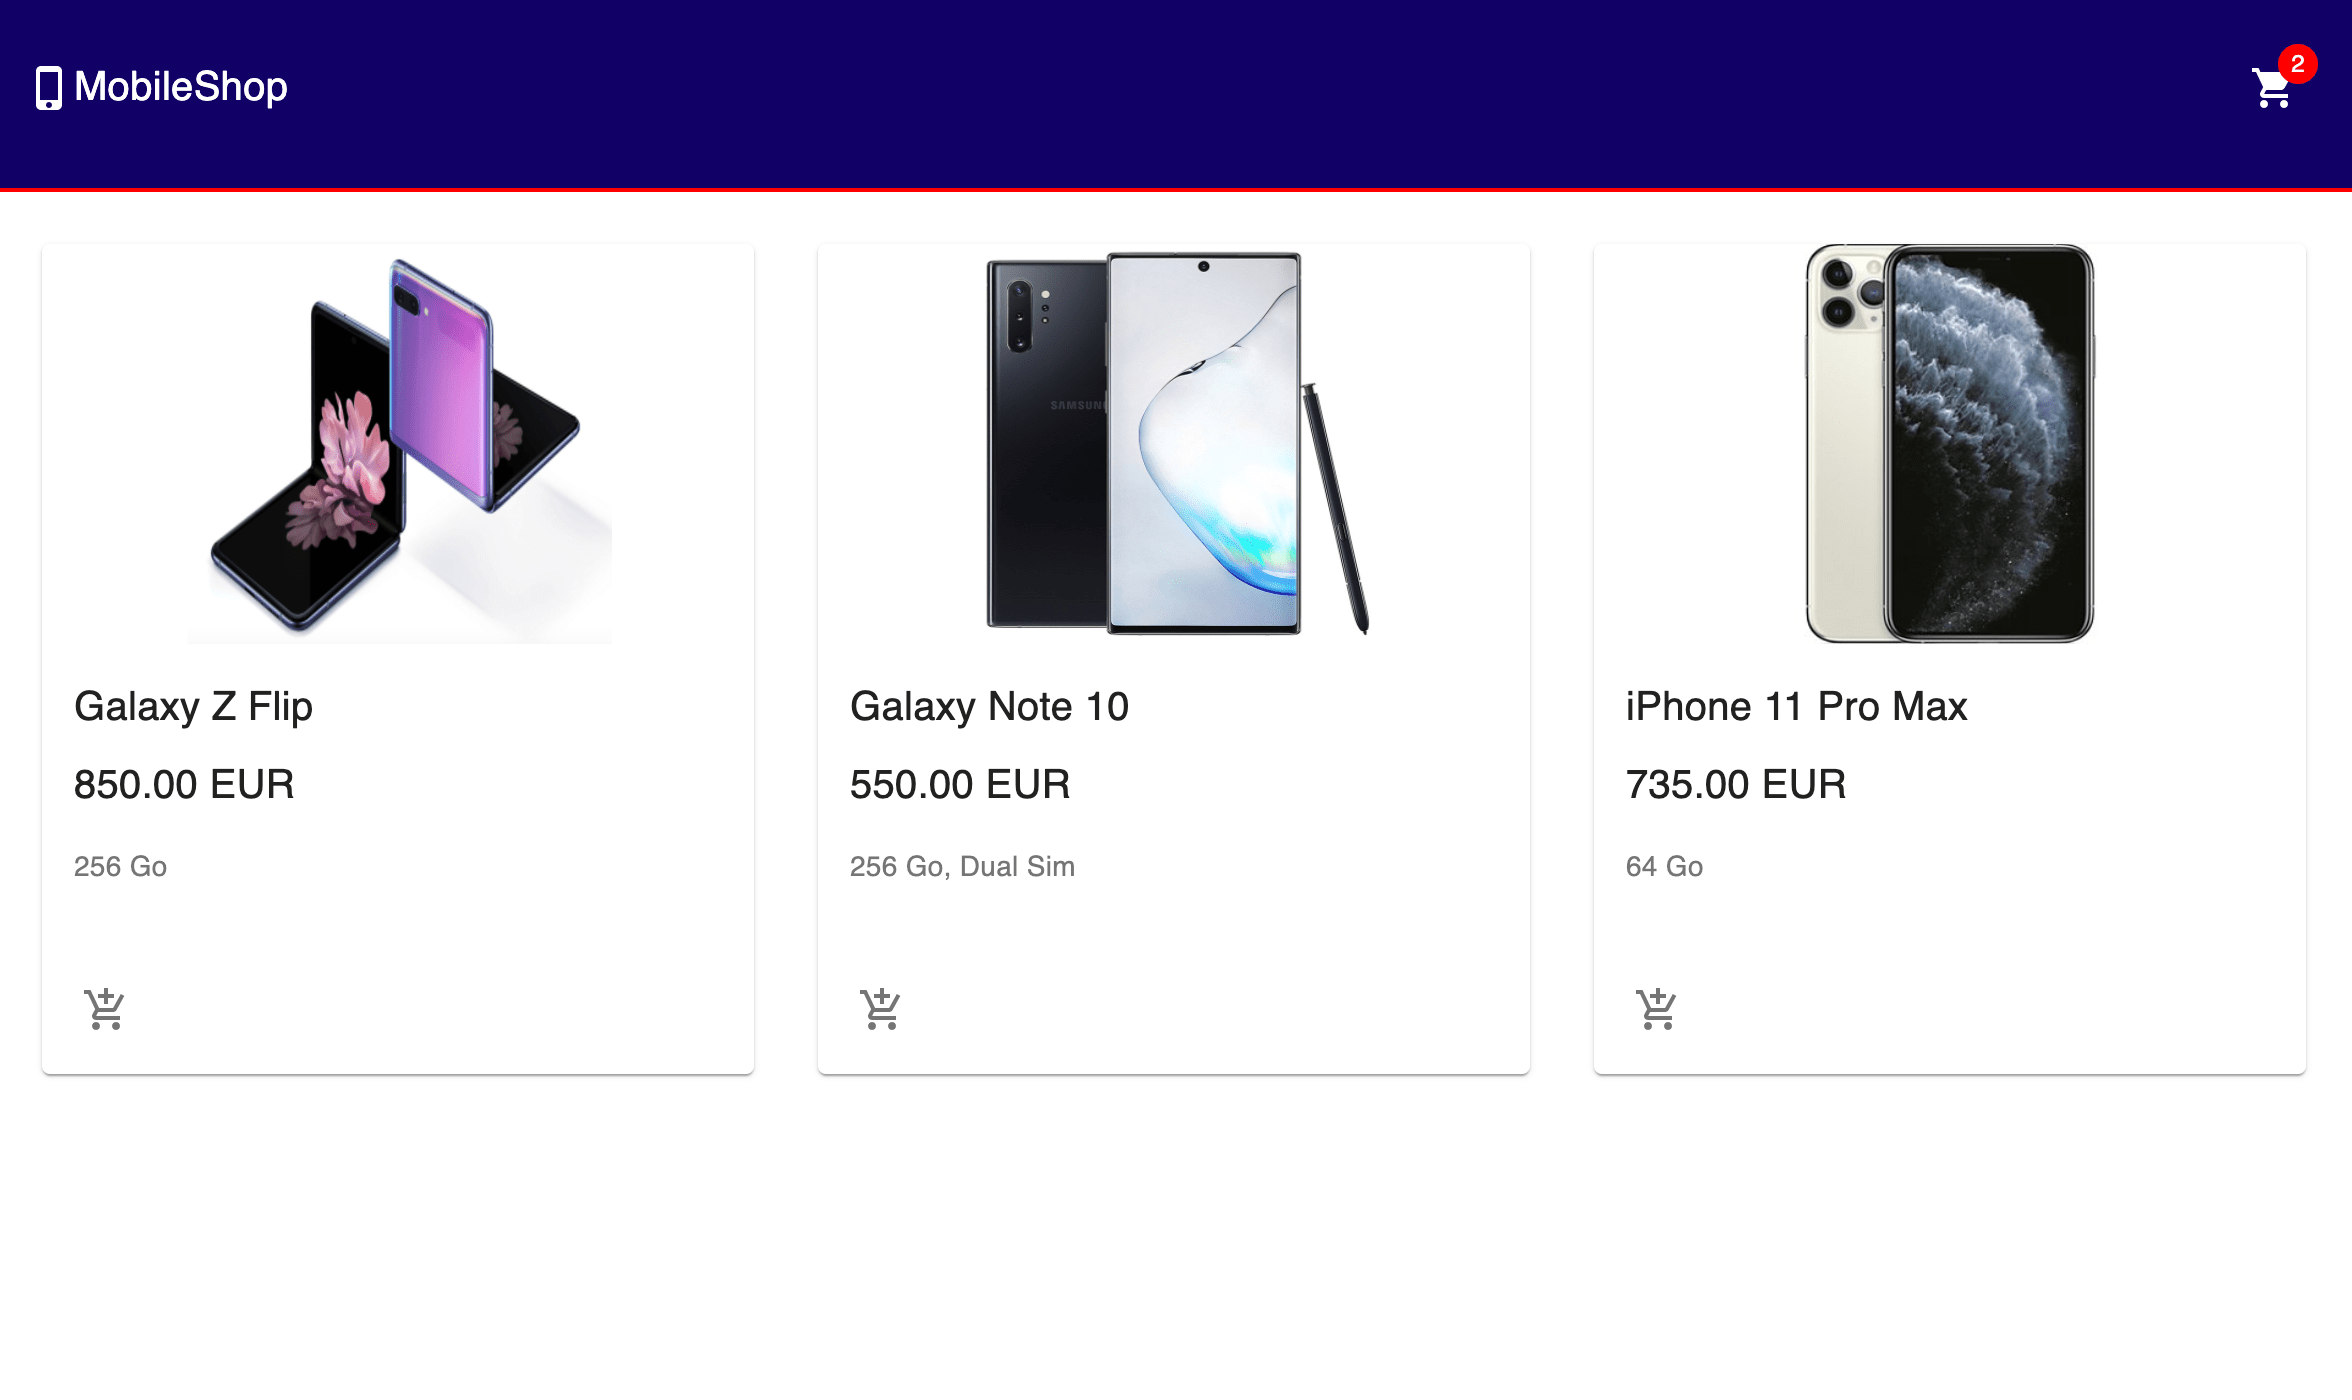 MobileShop
2
SAMSUNG
Galaxy Z Flip
850.00 EUR
256 Go
Galaxy Note 10
550.00 EUR
256 Go, Dual Sim
iPhone 11 Pro Max
735.00 EUR
64 Go